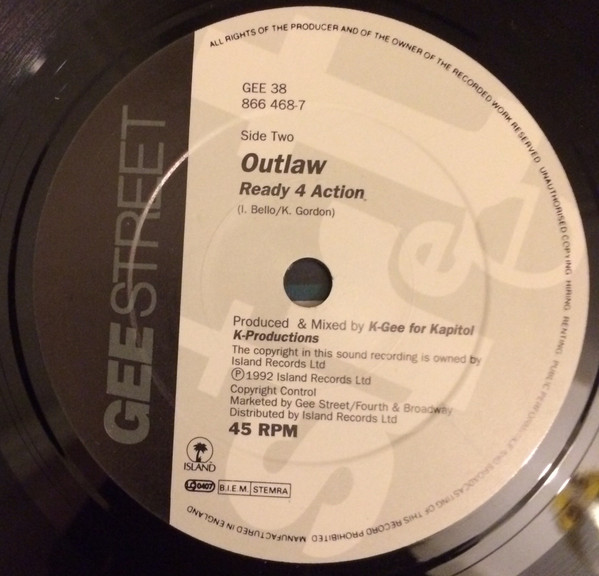 ALL RIGHTS OF THE PRODUCER AND OF THE OWNER OF THE RECORDED WORK RESERVED UNAUTHORISED COPYING HIRING RENTING PUBLIC PERFORMANCE AND BROADCASTING OF THIS RECORD PROHIBITED MANUFACTURED IN ENGLAND
GEE STREET
GEE 38
866 468-7
Side Two
Outlaw
Ready 4 Action
(I. Bello/K. Gordon)
Produced & Mixed by K-Gee for Kapitol
K-Productions
The copyright in this sound recording is owned by
Island Records Ltd
Ⓟ1992 Island Records Ltd
Copyright Control
Marketed by Gee Street/Fourth & Broadway
Distributed by Island Records Ltd
45 RPM
ISLAND
LC 0407 B.I.E.M. STEMRA